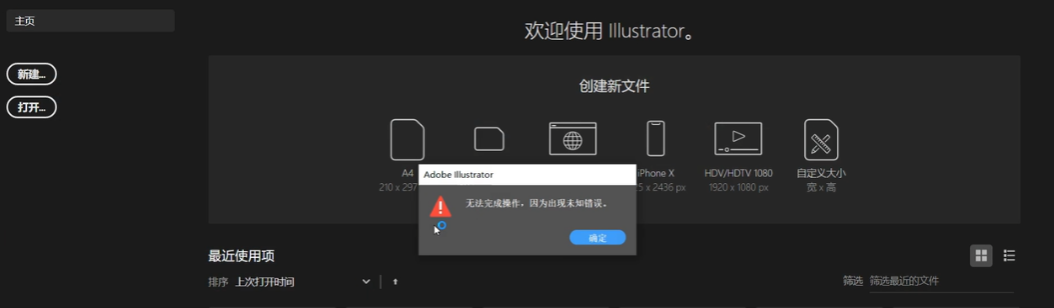 主页
欢迎使用 Illustrator。
新建...
打开...
创建新文件
A4
210 x 297
iPhone X
x 2436 px
HDV/HDTV 1080
1920 x 1080 px
自定义大小
宽 x 高
Adobe Illustrator
无法完成操作，因为出现未知错误。
确定
最近使用项
排序 上次打开时间
筛选 筛选最近的文件